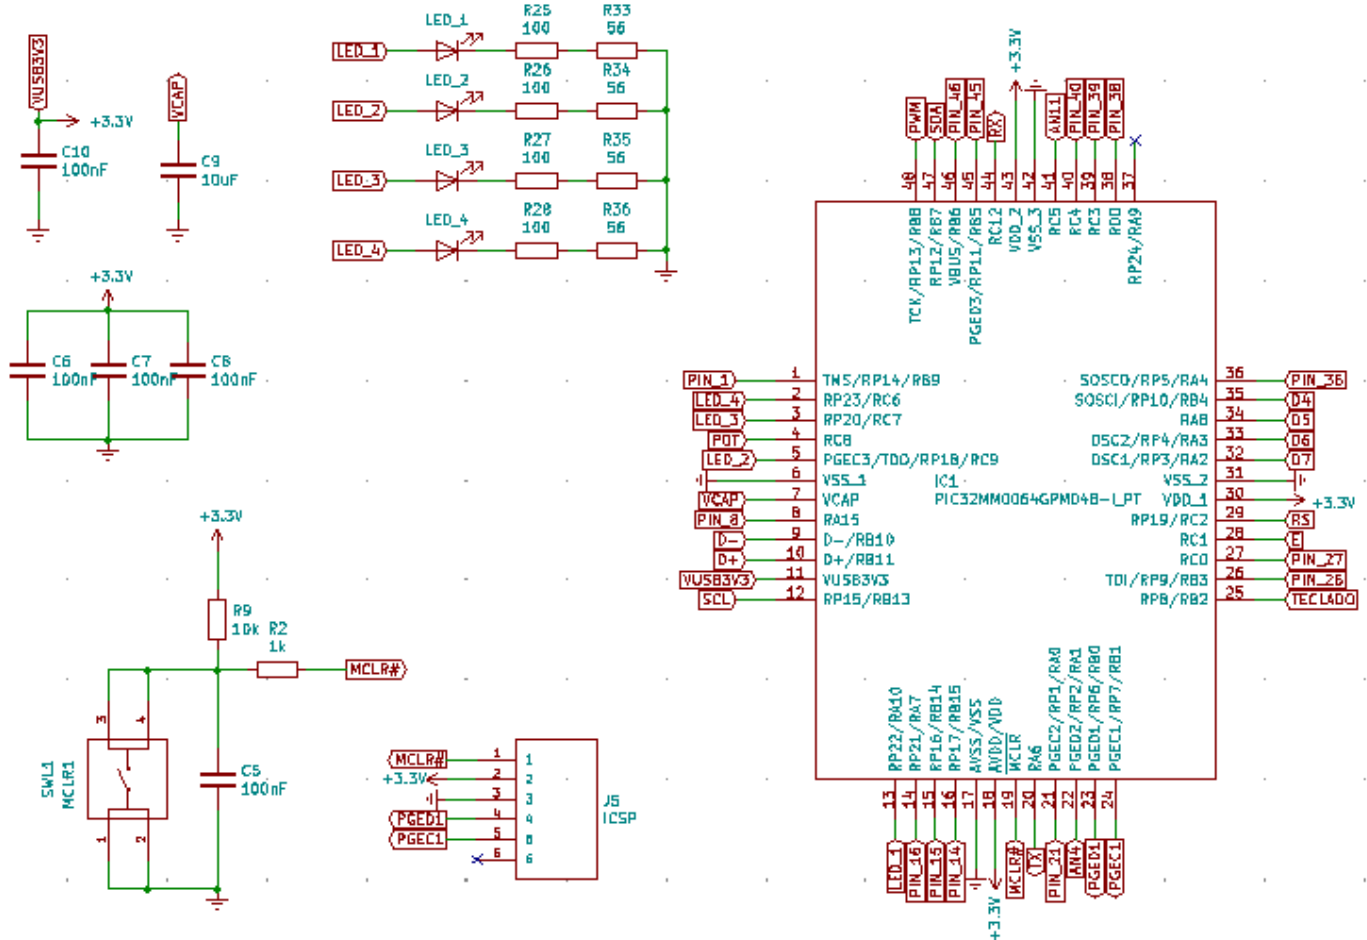 VUSB3V3
+3.3V
C10
100nF
VCAP
C9
10uF
LED_1
LED_1
R25
100
R33
56
LED_2
LED_2
R26
100
R34
56
LED_3
LED_3
R27
100
R35
56
LED_4
LED_4
R28
100
R36
56
+3.3V
C6
100nF
C7
100nF
C8
100nF
+3.3V
R9
10k
R2
1k
MCLR#
3
4
SWL1
MCLR1
1
2
C5
100nF
MCLR#
+3.3V
PGED1
PGEC1
1
2
3
4
5
6
1
2
3
4
6
J5
ICSP
PWM
SDA
PIN_46
PIN_45
RX
+3.3V
AN11
PIN_40
PIN_39
PIN_38
48
47
46
45
44
43
42
41
40
39
38
37
TCK/RP13/RB8
RP12/RB7
VBUS/RB6
PGED3/RP11/RB5
RC12
VDD_2
VSS_3
RC5
RC4
RC3
RD0
RP24/RA9
PIN_1 1 TMS/RP14/RB9
LED_4 2 RP23/RC6
LED_3 3 RP20/RC7
POT 4 RC8
LED_2 5 PGEC3/TDO/RP18/RC9
6 VSS_1
VCAP 7 VCAP
PIN_8 8 RA15
D- 9 D-/RB10
D+ 10 D+/RB11
VUSB3V3 11 VUSB3V3
SCL 12 RP15/RB13
IC1
PIC32MM0064GPMD48-I_PT
SOSCO/RP5/RA4 36 PIN_36
SOSCI/RP10/RB4 35 D4
RA8 34 D5
OSC2/RP4/RA3 33 D6
OSC1/RP3/RA2 32 D7
VSS_2 31
VDD_1 30 +3.3V
RP19/RC2 29 RS
RC1 28 E
RC0 27 PIN_27
TDI/RP9/RB3 26 PIN_26
RP8/RB2 25 TECLADO
RP22/RA10
RP21/RA7
RP16/RB14
RP17/RB15
AVSS/VSS
AVDD/VDD
MCLR
RA6
PGEC2/RP1/RA0
PGED2/RP2/RA1
PGED1/RP6/RB0
PGEC1/RP7/RB1
13
14
15
16
17
18
19
20
21
22
23
24
LED_1
PIN_16
PIN_15
PIN_14
+3.3V
MCLR#
TX
PIN_21
AN4
PGED1
PGEC1